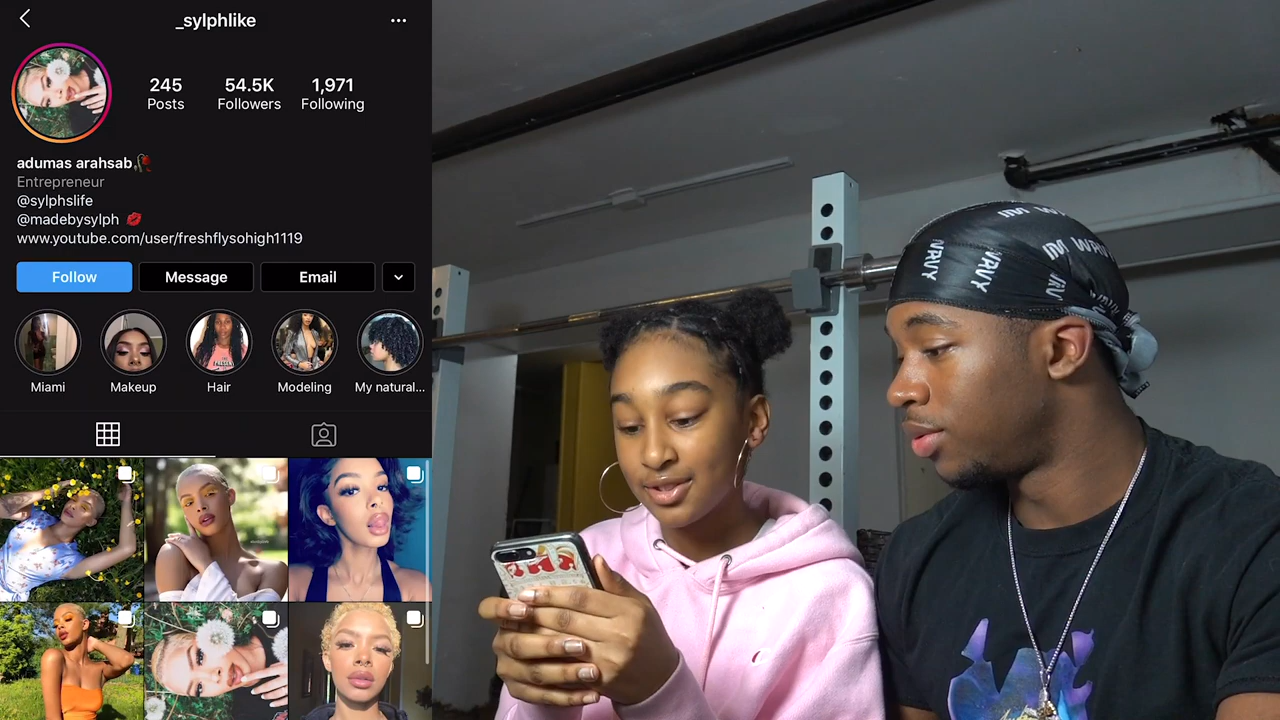 _sylphlike
245
54.5K
1,971
Posts
Followers
Following
adumas arahsab🥀
Entrepreneur
@sylphslife
@madebysylph 💋
www.youtube.com/user/freshflysohigh1119
Follow
Message
Email
Miami
Makeup
Hair
Modeling
My natural...
WRVY